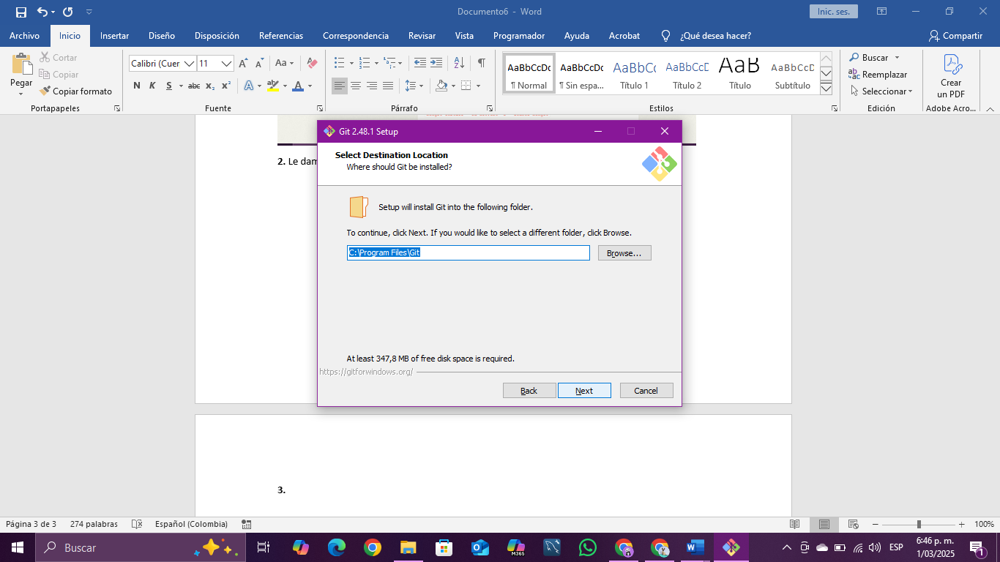 Documento6 - Word
Inic. ses.
Archivo Inicio Insertar Diseño Disposición Referencias Correspondencia Revisar Vista Programador Ayuda Acrobat ¿Qué desea hacer? Compartir
Pegar
Cortar
Copiar
Copiar formato
Portapapeles
Calibri (Cuer 11
Aa
N K S abc x₂ x²
Fuente
Párrafo
AaBbCcDc AaBbCcDc AaBbCc AaBbCcD AaB AaBbCcD
¶ Normal ¶ Sin espa... Título 1 Título 2 Título Subtítulo
Estilos
Buscar
Reemplazar
Seleccionar
Edición
Crear
un PDF
Adobe Acro...
2. Le dam
Git 2.48.1 Setup
Select Destination Location
Where should Git be installed?
Setup will install Git into the following folder.
To continue, click Next. If you would like to select a different folder, click Browse.
C:\Program Files\Git
Browse...
At least 347,8 MB of free disk space is required.
https://gitforwindows.org/
Back Next Cancel
3.
Página 3 de 3 274 palabras Español (Colombia) 100%
Buscar
M365
ESP
6:46 p. m.
1/03/2025
1